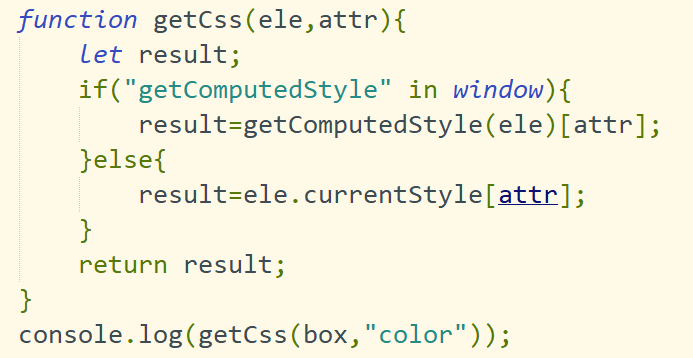 function getCss(ele,attr){
    let result;
    if("getComputedStyle" in window){
        result=getComputedStyle(ele)[attr];
    }else{
        result=ele.currentStyle[attr];
    }
    return result;
}
console.log(getCss(box,"color"));